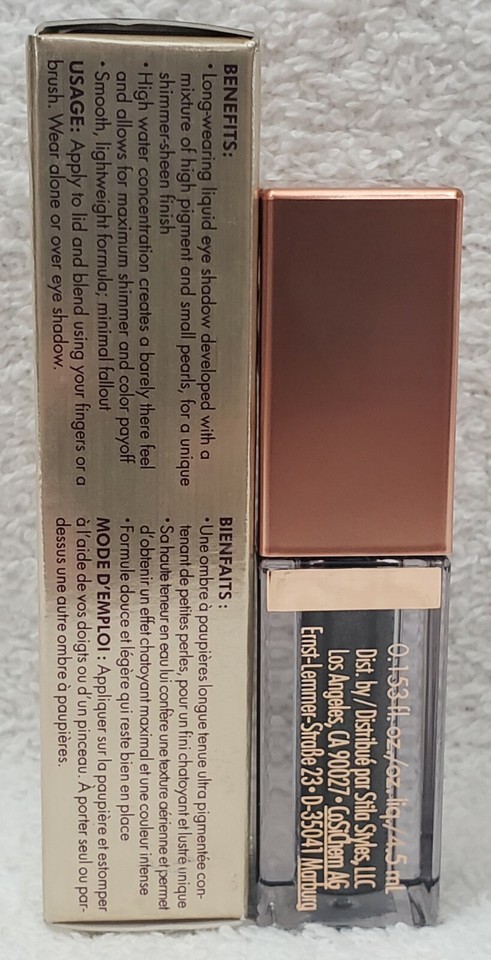 BENEFITS:
• Long-wearing liquid eye shadow developed with a
mixture of high pigment and small pearls, for a unique
shimmer-sheen finish
• High water concentration creates a barely there feel
and allows for maximum shimmer and color payoff
• Smooth, lightweight formula; minimal fallout
USAGE: Apply to lid and blend using your fingers or a
brush. Wear alone or over eye shadow.
BIENFAITS :
• Une ombre à paupières longue tenue ultra pigmentée con-
tenant de petites perles, pour un fini chatoyant et lustré unique
• Sa haute teneur en eau lui confère une texture aérienne et permet
d'obtenir un effet chatoyant maximal et une couleur intense
• Formule douce et légère qui reste bien en place
MODE D'EMPLOI : Appliquer sur la paupière et estomper
à l'aide de vos doigts ou d'un pinceau. À porter seul ou par-
dessus une autre ombre à paupières.
0.153 fl. oz./oz. liq/4.5 mL
Dist. by / Distribué par Stila Styles, LLC
Los Angeles, CA 90027 • CoSIChem AG
Ernst-Lemmer-Straße 23 • D-35041 Marburg